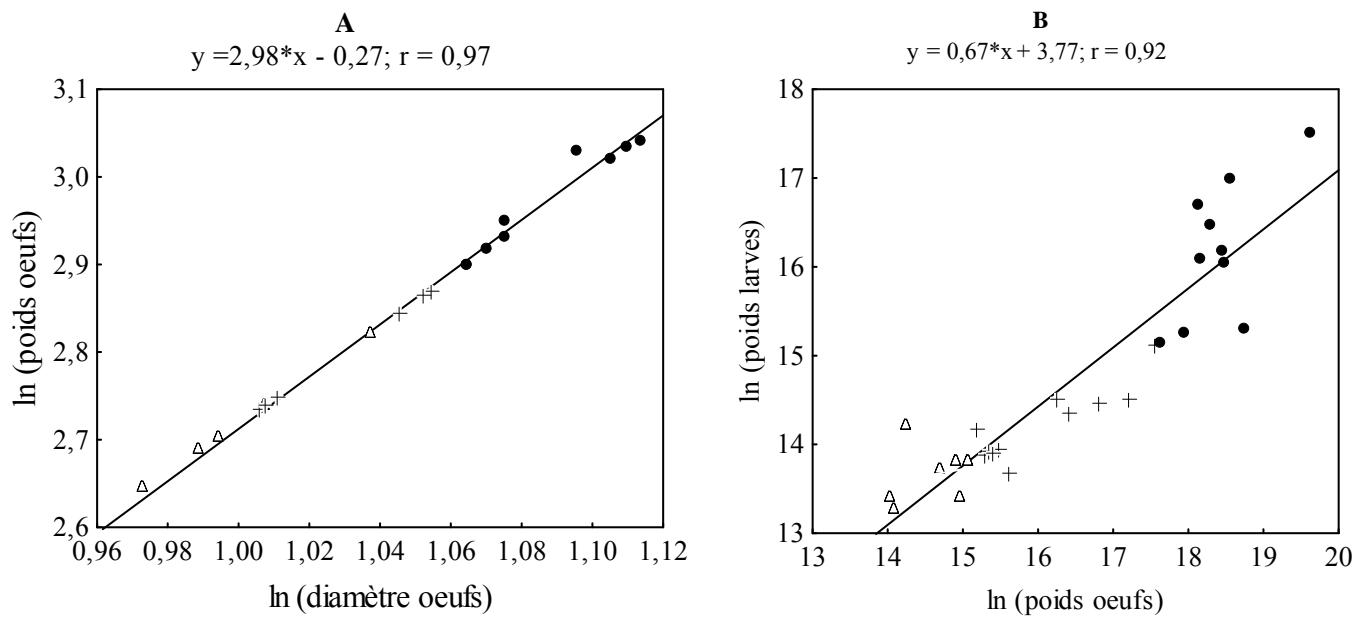 A
y =2,98*x - 0,27; r = 0,97
3,1
3,0
2,9
2,8
2,7
2,6
ln (poids oeufs)
0,96 0,98 1,00 1,02 1,04 1,06 1,08 1,10 1,12
ln (diamètre oeufs)
B
y = 0,67*x + 3,77; r = 0,92
18
17
16
15
14
13
ln (poids larves)
13 14 15 16 17 18 19 20
ln (poids oeufs)